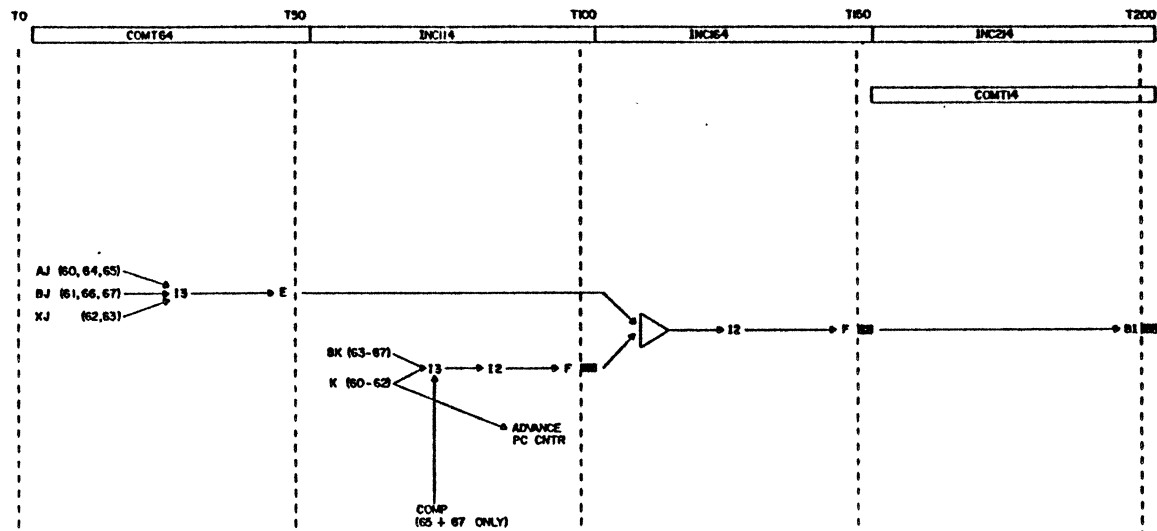 T0 T50 T100 T150 T200
COMT64 INC114 INC164 INC214
COMT14
AJ (60, 64, 65)
BJ (61, 66, 67) I3 E
XJ (62, 63)
I2 F BI
BK (63-67)
I3 I2 F
K (60-62)
ADVANCE
PC CNTR
COMP
(65 + 67 ONLY)